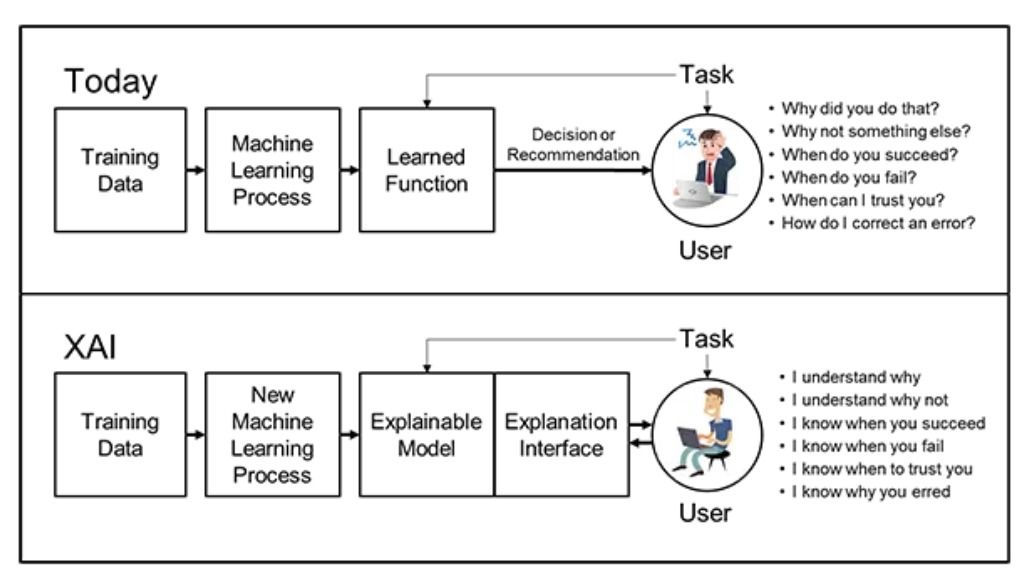 Today
Task
Training
Data
Machine
Learning
Process
Learned
Function
Decision or
Recommendation
User
• Why did you do that?
• Why not something else?
• When do you succeed?
• When do you fail?
• When can I trust you?
• How do I correct an error?
XAI
Task
Training
Data
New
Machine
Learning
Process
Explainable
Model
Explanation
Interface
User
• I understand why
• I understand why not
• I know when you succeed
• I know when you fail
• I know when to trust you
• I know why you erred